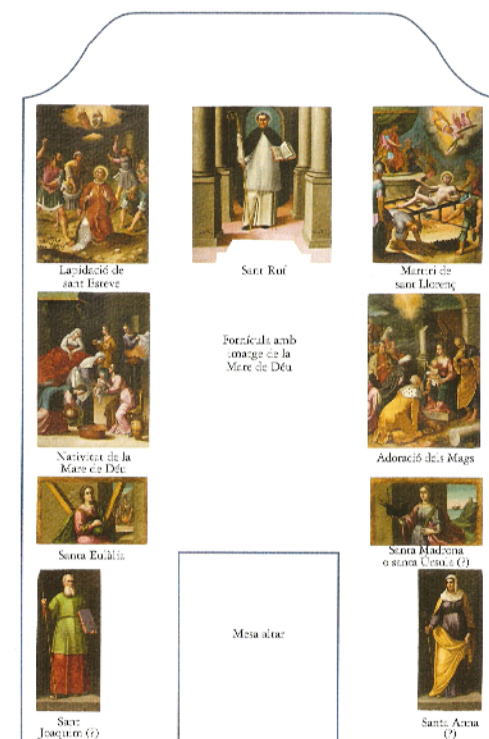 Lapidació de
sant Esteve
Sant Ruf
Martiri de
sant Llorenç
Fornícula amb
imatge de la
Mare de Déu
Nativitat de la
Mare de Déu
Adoració dels Mags
Santa Eulàlia
Santa Madrona
o santa Úrsula (?)
Mesa altar
Sant
Joaquim (?)
Santa Anna
(?)